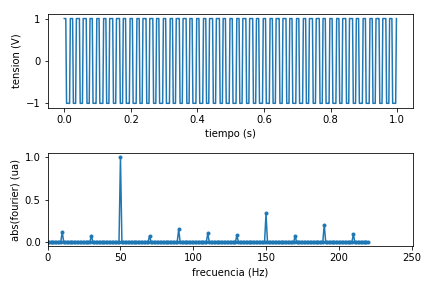 1
0
−1
tension (V)
0.0 0.2 0.4 0.6 0.8 1.0
tiempo (s)
1.0
0.5
0.0
abs(fourier) (ua)
0 50 100 150 200 250
frecuencia (Hz)